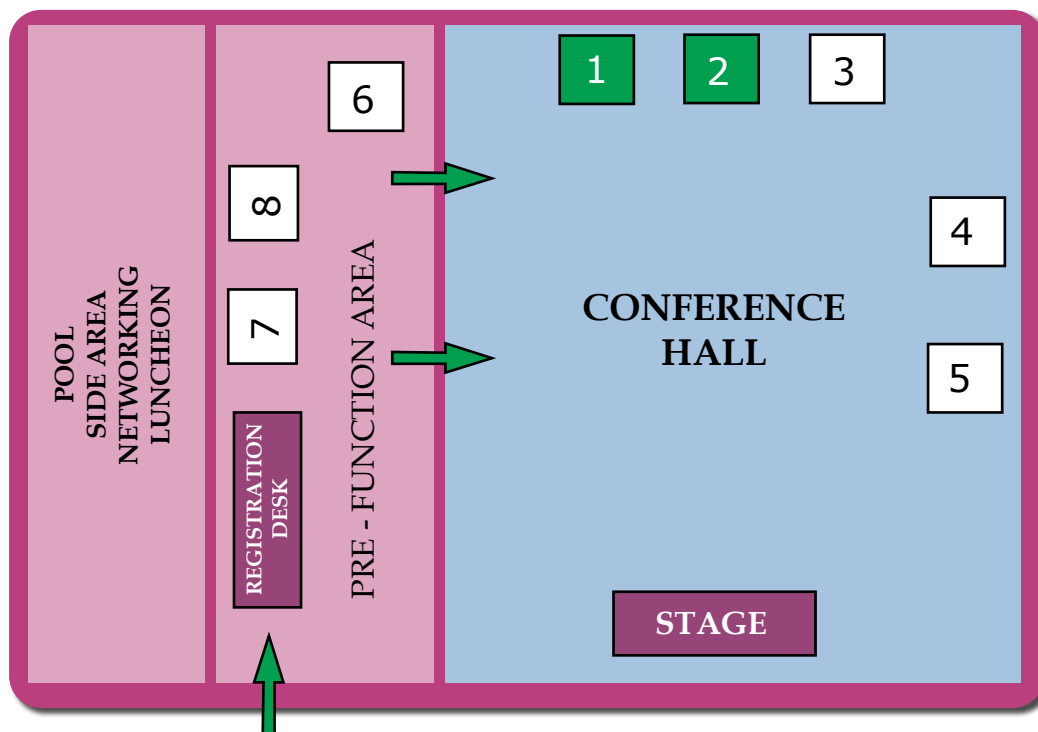 POOL
SIDE AREA
NETWORKING
LUNCHEON
6
8
7
REGISTRATION
DESK
PRE - FUNCTION AREA
1
2
3
4
5
CONFERENCE
HALL
STAGE